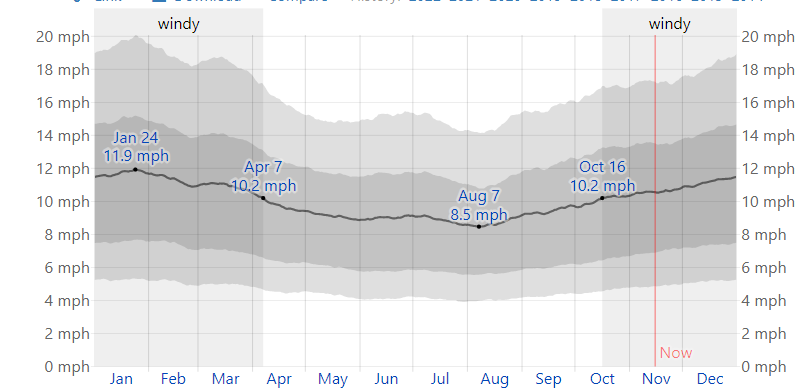 Download Compare History:
windy windy
20 mph 20 mph
18 mph 18 mph
16 mph 16 mph
14 mph 14 mph
Jan 24
11.9 mph
12 mph 12 mph
Apr 7
10.2 mph
Oct 16
10.2 mph
10 mph 10 mph
Aug 7
8.5 mph
8 mph 8 mph
6 mph 6 mph
4 mph 4 mph
2 mph 2 mph
Now
0 mph 0 mph
Jan Feb Mar Apr May Jun Jul Aug Sep Oct Nov Dec